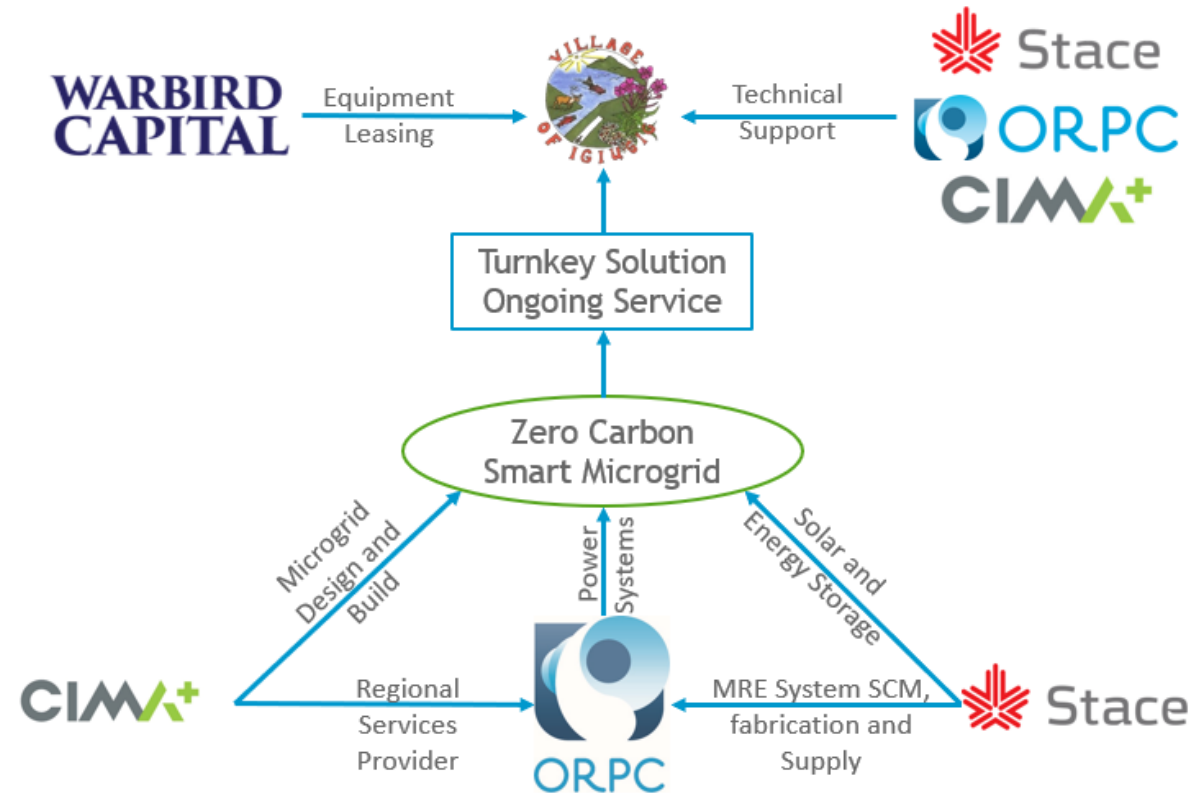 WARBIRD
CAPITAL
Equipment
Leasing
VILLAGE
OF IGIUGIG
Technical
Support
Stace
ORPC
CIMA+
Turnkey Solution
Ongoing Service
Zero Carbon
Smart Microgrid
Microgrid
Design and
Build
Power
Systems
Solar and
Energy Storage
CIMA+
Regional
Services
Provider
ORPC
MRE System SCM,
fabrication and
Supply
Stace